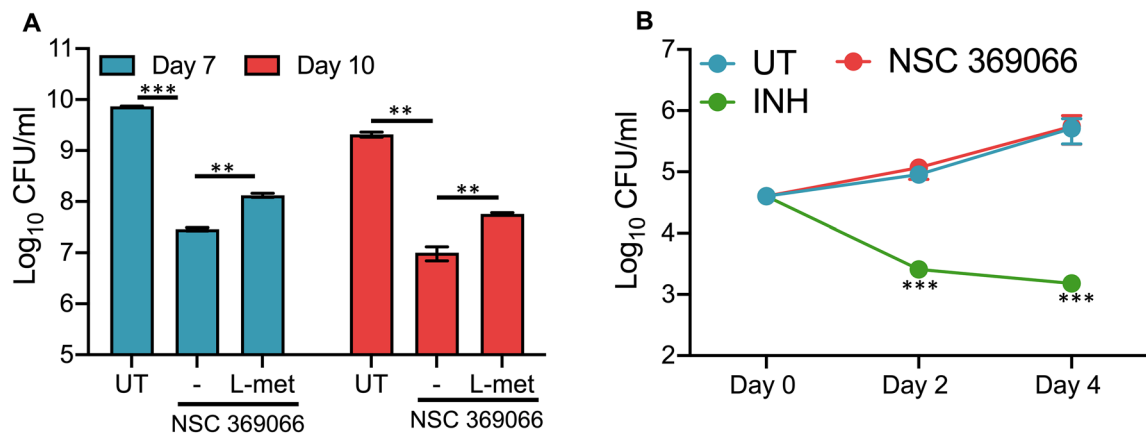 A
Log10 CFU/ml
11
10
9
8
7
6
5
Day 7
Day 10
***
**
**
**
UT
-
L-met
UT
-
L-met
NSC 369066
NSC 369066
B
Log10 CFU/ml
7
6
5
4
3
2
UT
NSC 369066
INH
***
***
Day 0
Day 2
Day 4